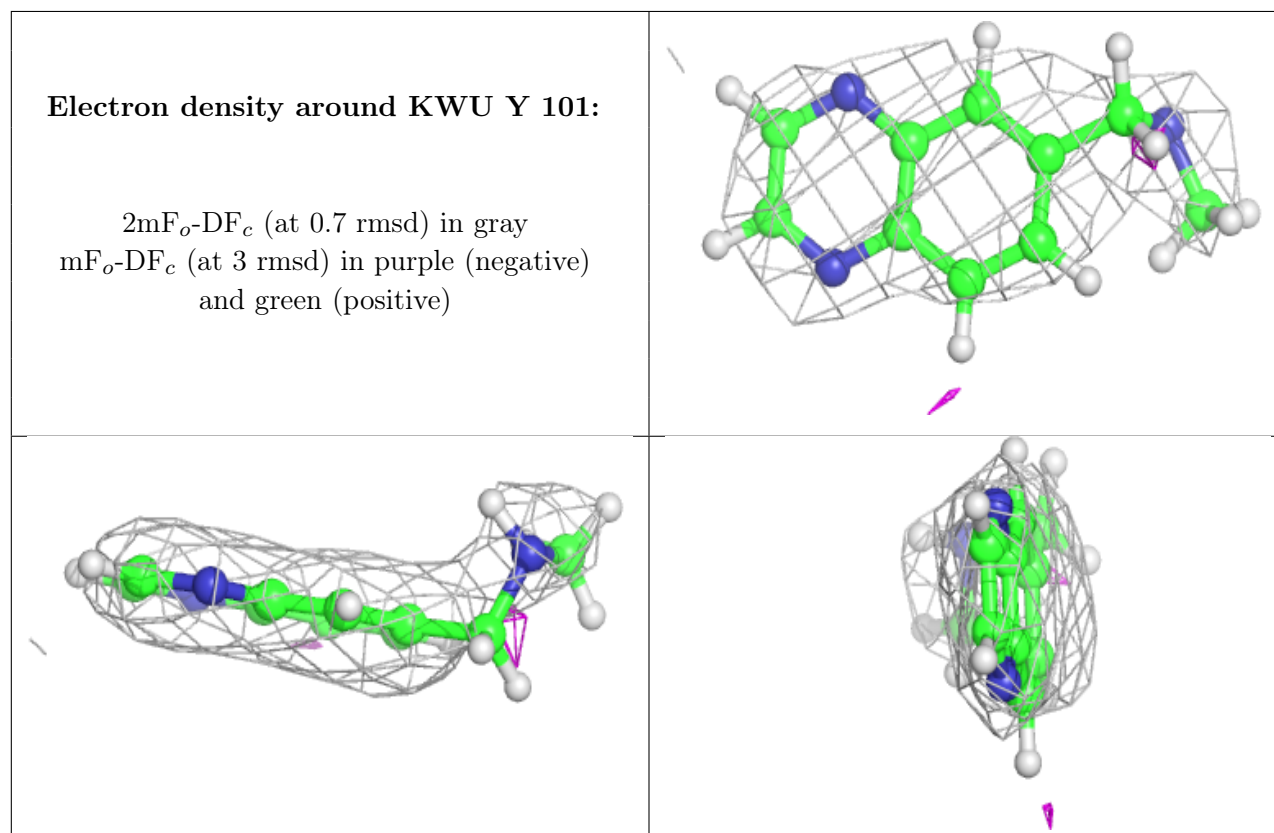 Electron density around KWU Y 101:
2mFo-DFc (at 0.7 rmsd) in gray
mFo-DFc (at 3 rmsd) in purple (negative)
and green (positive)